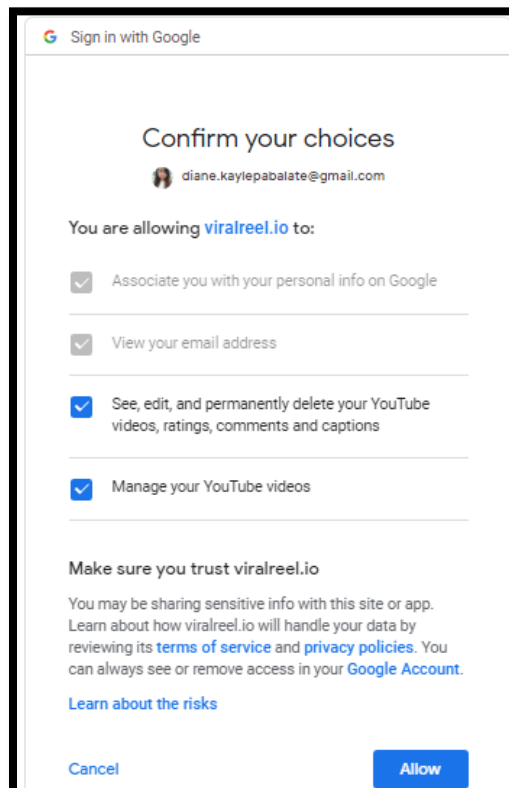 Sign in with Google
Confirm your choices
diane.kaylepabalate@gmail.com
You are allowing viralreel.io to:
Associate you with your personal info on Google
View your email address
See, edit, and permanently delete your YouTube
videos, ratings, comments and captions
Manage your YouTube videos
Make sure you trust viralreel.io
You may be sharing sensitive info with this site or app.
Learn about how viralreel.io will handle your data by
reviewing its terms of service and privacy policies. You
can always see or remove access in your Google Account.
Learn about the risks
Cancel
Allow